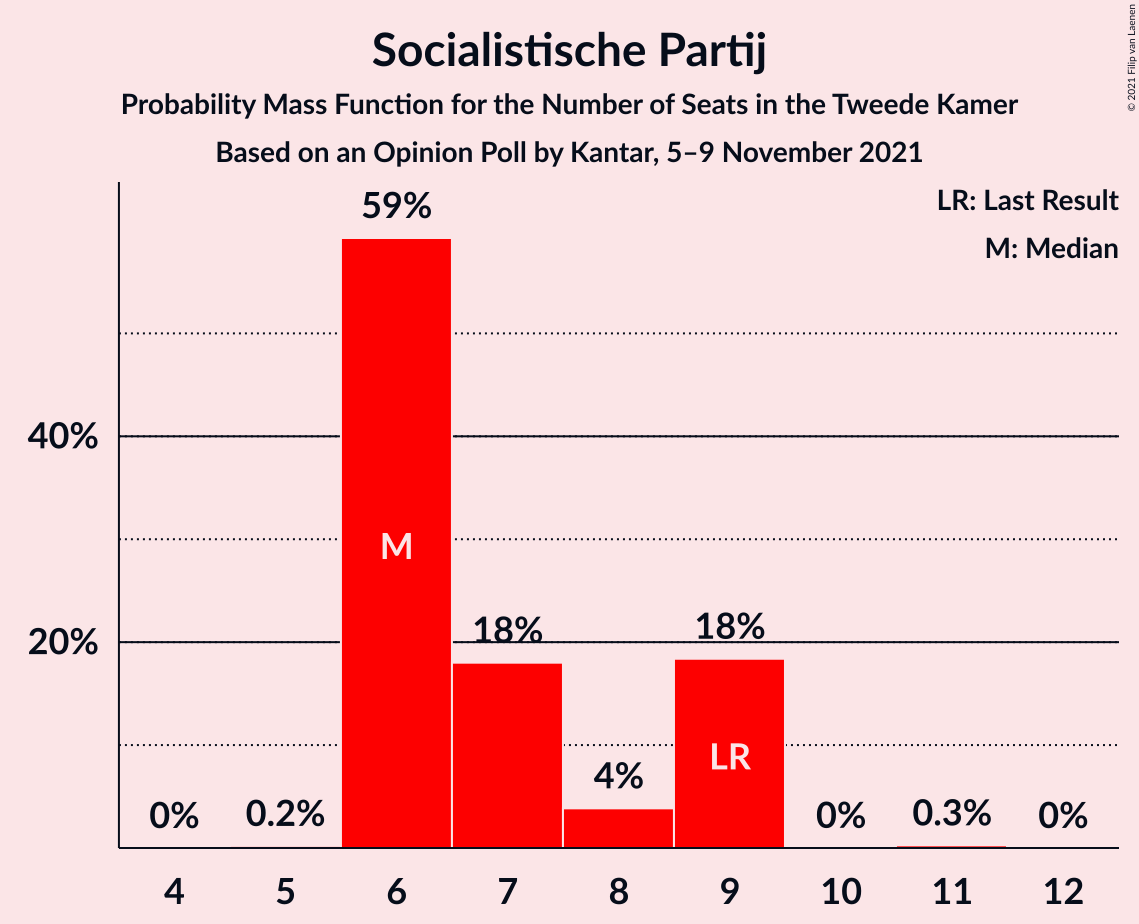 Socialistische Partij
Probability Mass Function for the Number of Seats in the Tweede Kamer
Based on an Opinion Poll by Kantar, 5–9 November 2021
© 2021 Filip van Laenen
LR: Last Result
M: Median
59%
40%
M
20%
18%
18%
LR
4%
0%
0.2%
0%
0.3%
0%
4 5 6 7 8 9 10 11 12